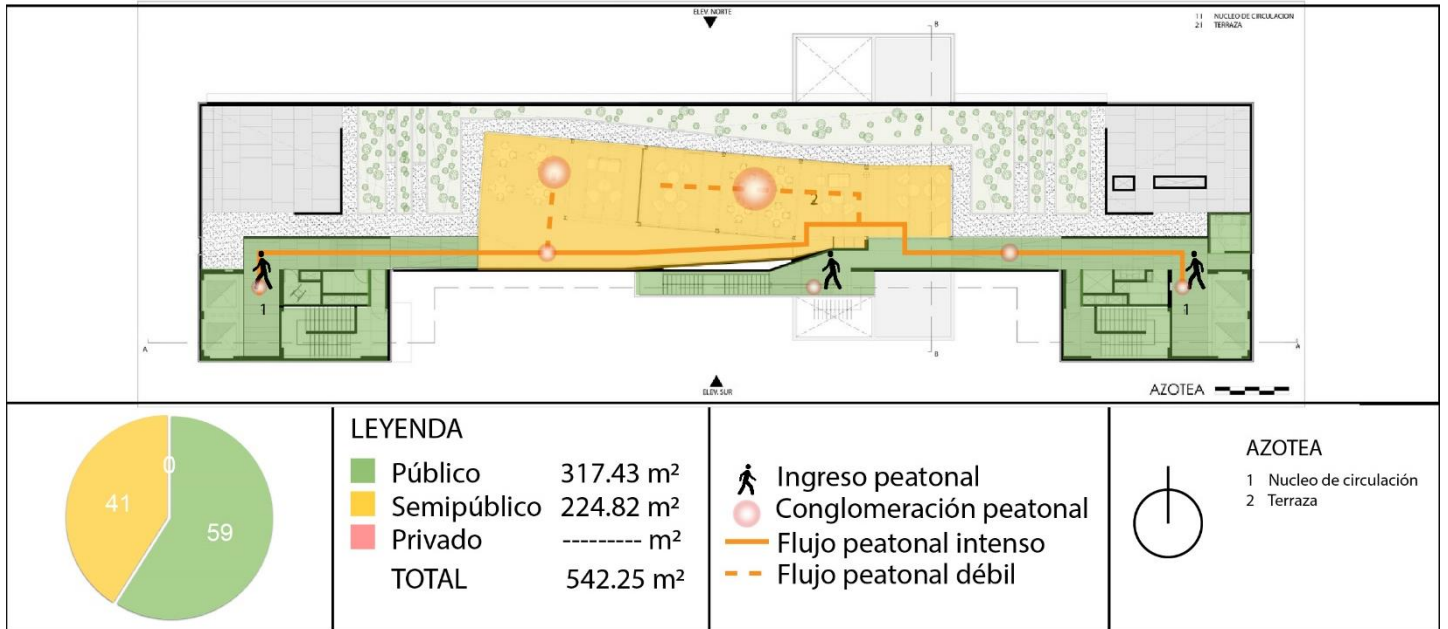 ELEV. NORTE
B
11 NUCLEO DE CIRCULACION
21 TERRAZA
2
1
1
A
A
B
ELEV. SUR
AZOTEA
0
41
59
LEYENDA
Público 317.43 m²
Semipúblico 224.82 m²
Privado --------- m²
TOTAL 542.25 m²
Ingreso peatonal
Conglomeración peatonal
Flujo peatonal intenso
Flujo peatonal débil
AZOTEA
1 Nucleo de circulación
2 Terraza